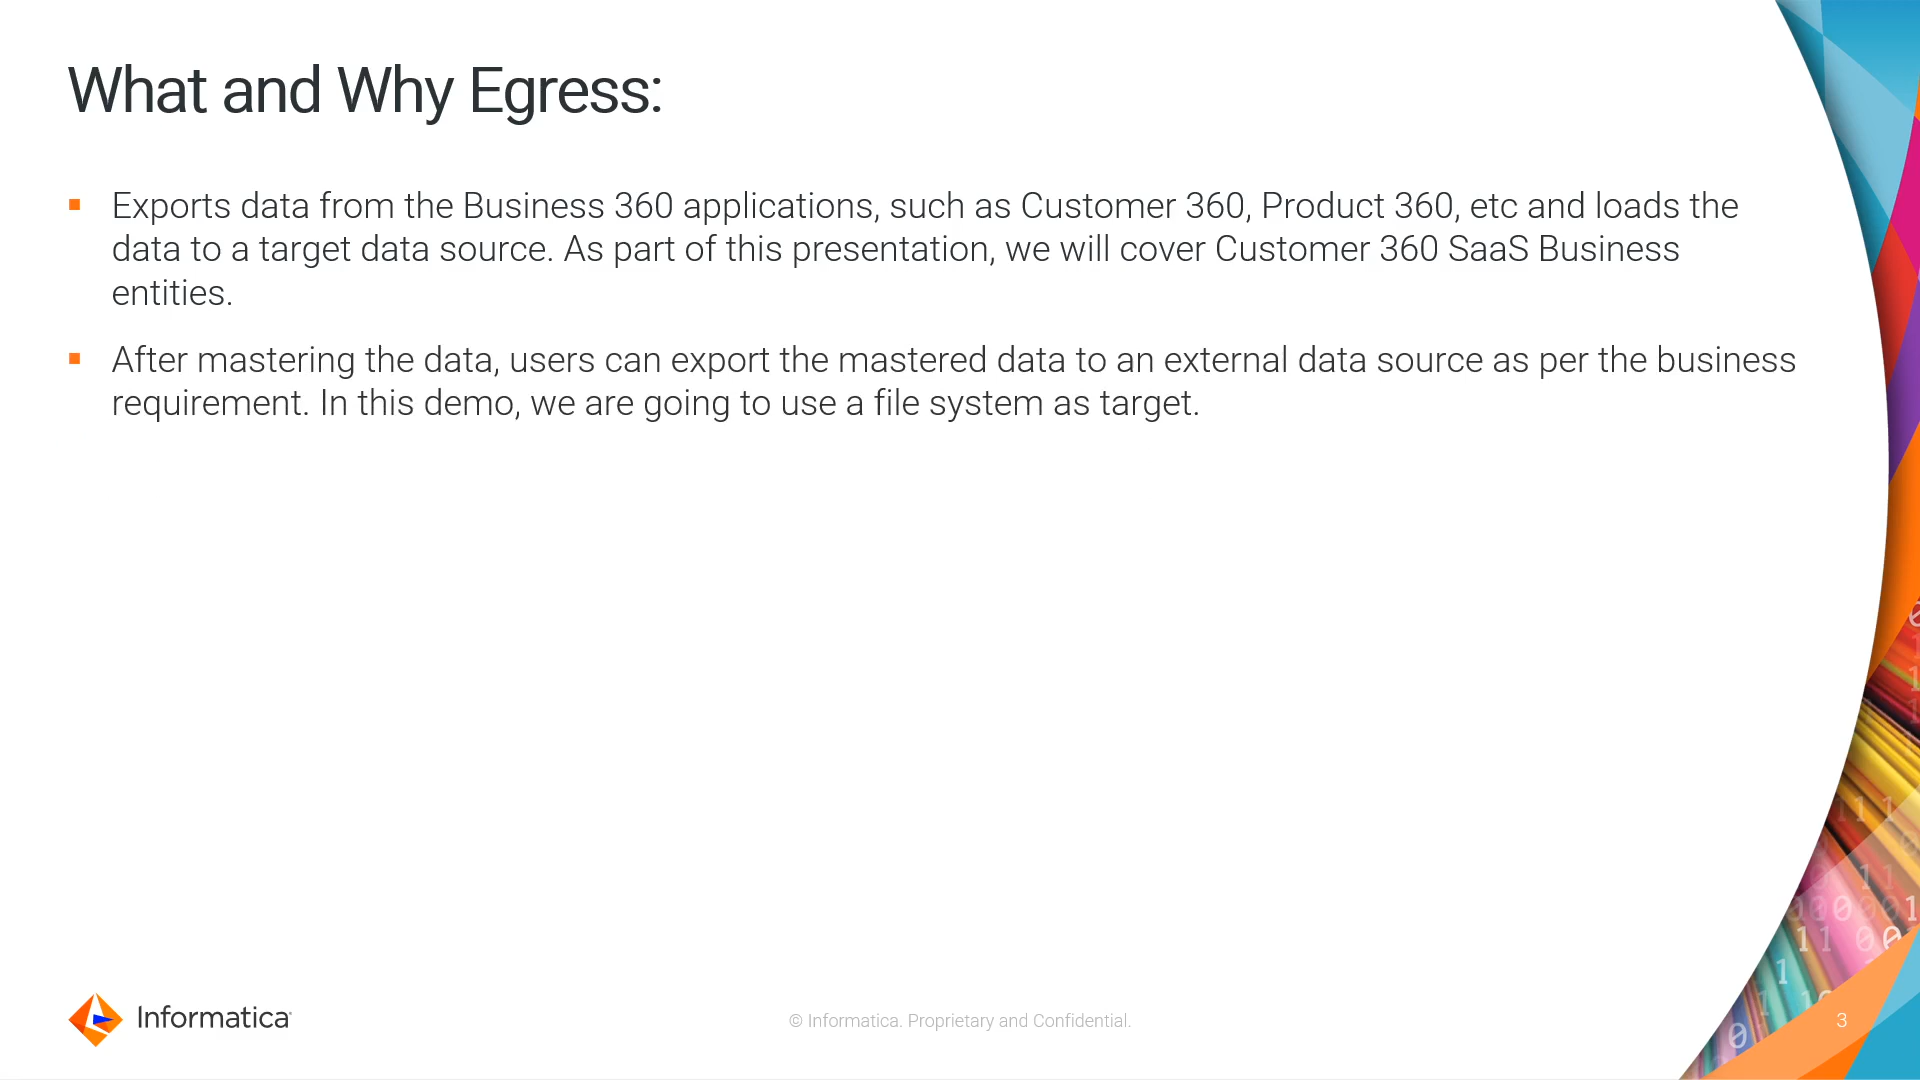 What and Why Egress:
Exports data from the Business 360 applications, such as Customer 360, Product 360, etc and loads the
data to a target data source. As part of this presentation, we will cover Customer 360 SaaS Business
entities.
After mastering the data, users can export the mastered data to an external data source as per the business
requirement. In this demo, we are going to use a file system as target.
Informatica
© Informatica. Proprietary and Confidential.
3